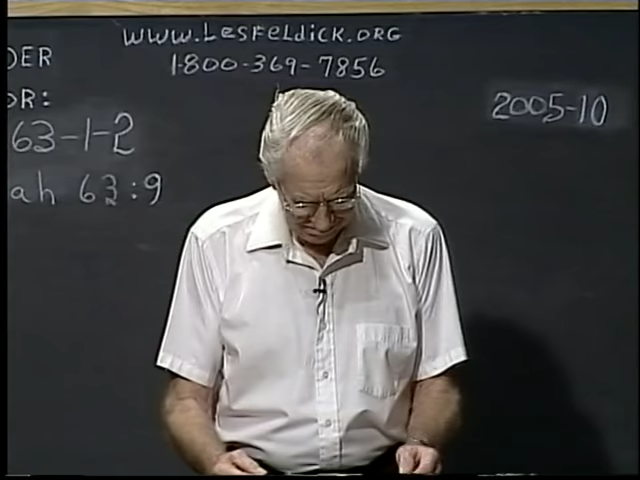 WWW.LESFELDICK.ORG
1-800-369-7856
DER
OR:
63-1-2
ah 63:9
2005-10